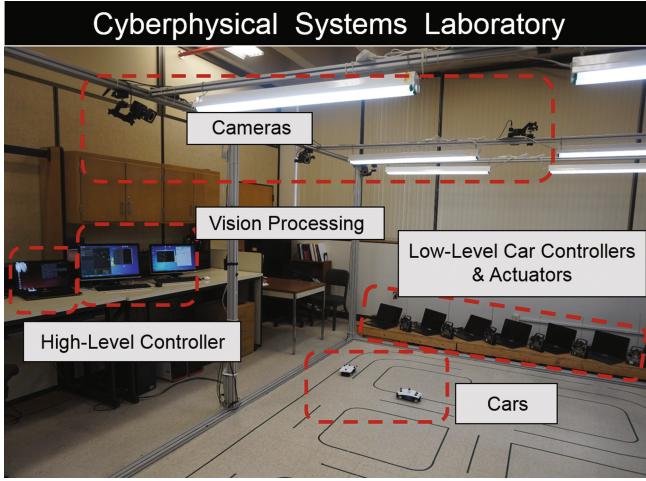 Cyberphysical Systems Laboratory
Cameras
Vision Processing
Low-Level Car Controllers
& Actuators
High-Level Controller
Cars